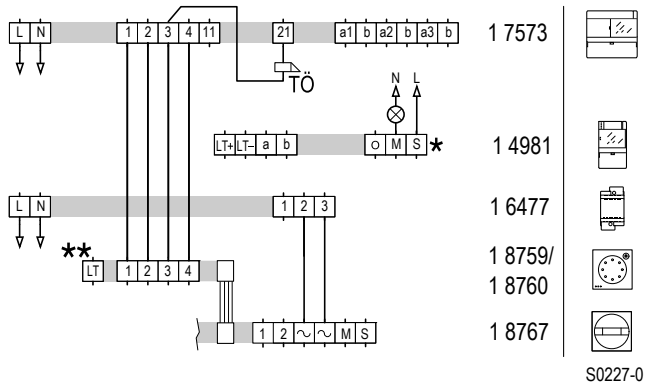 L N 1 2 3 4 11 21 a1 b a2 b a3 b 1 7573
TÖ
N L
LT+ LT– a b O M S * 1 4981
L N 1 2 3 1 6477
**
LT 1 2 3 4 1 8759/
1 8760
1 2 ~ ~ M S 1 8767
S0227-0